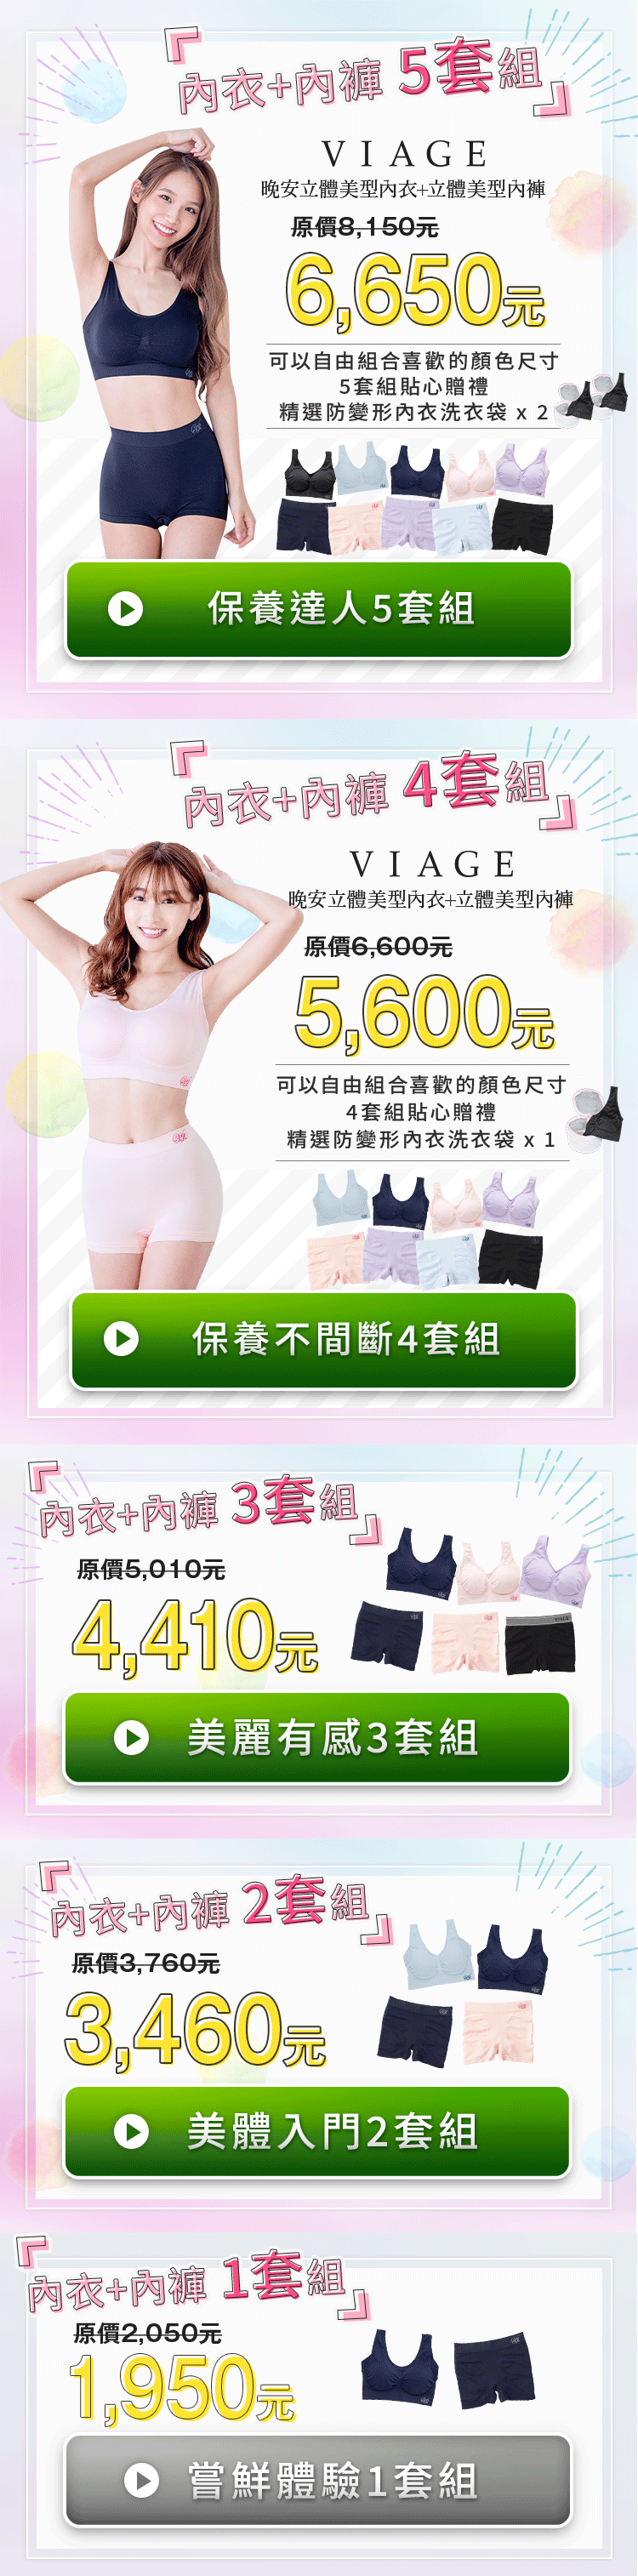 內衣+內褲 5套組
VIAGE
晚安立體美型內衣+立體美型內褲
原價8,150元
6,650元
可以自由組合喜歡的顏色尺寸
5套組貼心贈禮
精選防變形內衣洗衣袋 x 2
保養達人5套組
內衣+內褲 4套組
VIAGE
晚安立體美型內衣+立體美型內褲
原價6,600元
5,600元
可以自由組合喜歡的顏色尺寸
4套組貼心贈禮
精選防變形內衣洗衣袋 x 1
保養不間斷4套組
內衣+內褲 3套組
原價5,010元
4,410元
美麗有感3套組
內衣+內褲 2套組
原價3,760元
3,460元
美體入門2套組
內衣+內褲 1套組
原價2,050元
1,950元
嘗鮮體驗1套組